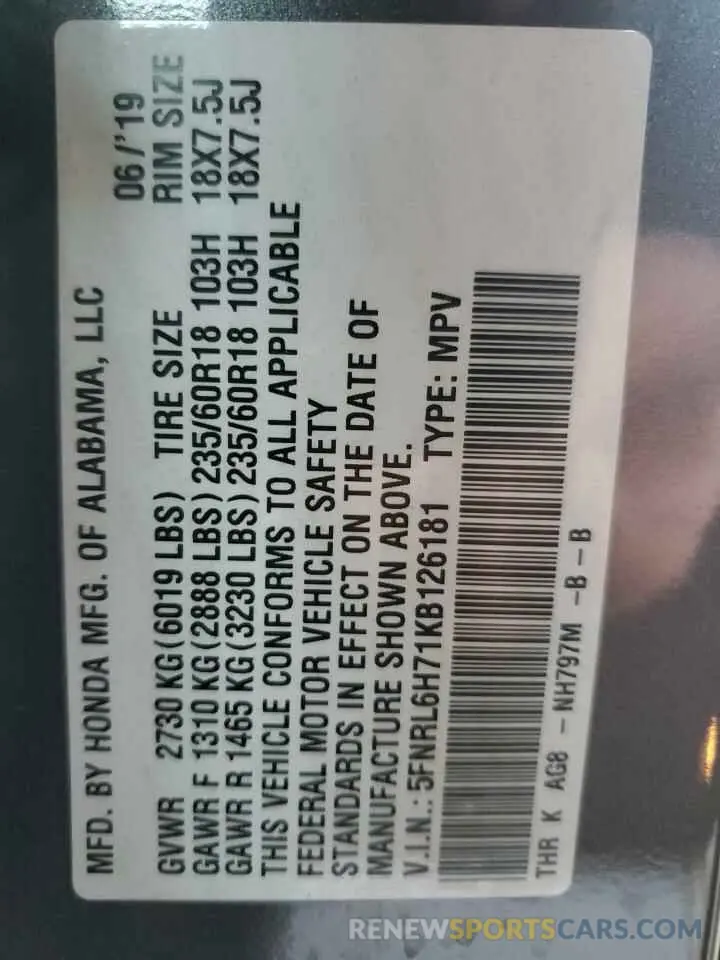 MFD. BY HONDA MFG. OF ALABAMA, LLC 06/'19
GVWR 2730 KG(6019 LBS) TIRE SIZE RIM SIZE
GAWR F 1310 KG(2888 LBS) 235/60R18 103H 18X7.5J
GAWR R 1465 KG(3230 LBS) 235/60R18 103H 18X7.5J
THIS VEHICLE CONFORMS TO ALL APPLICABLE
FEDERAL MOTOR VEHICLE SAFETY
STANDARDS IN EFFECT ON THE DATE OF
MANUFACTURE SHOWN ABOVE.
V.I.N.: 5FNRL6H71KB126181 TYPE: MPV
THR K AG8 - NH797M -B-B
RENEWSPORTSCARS.COM